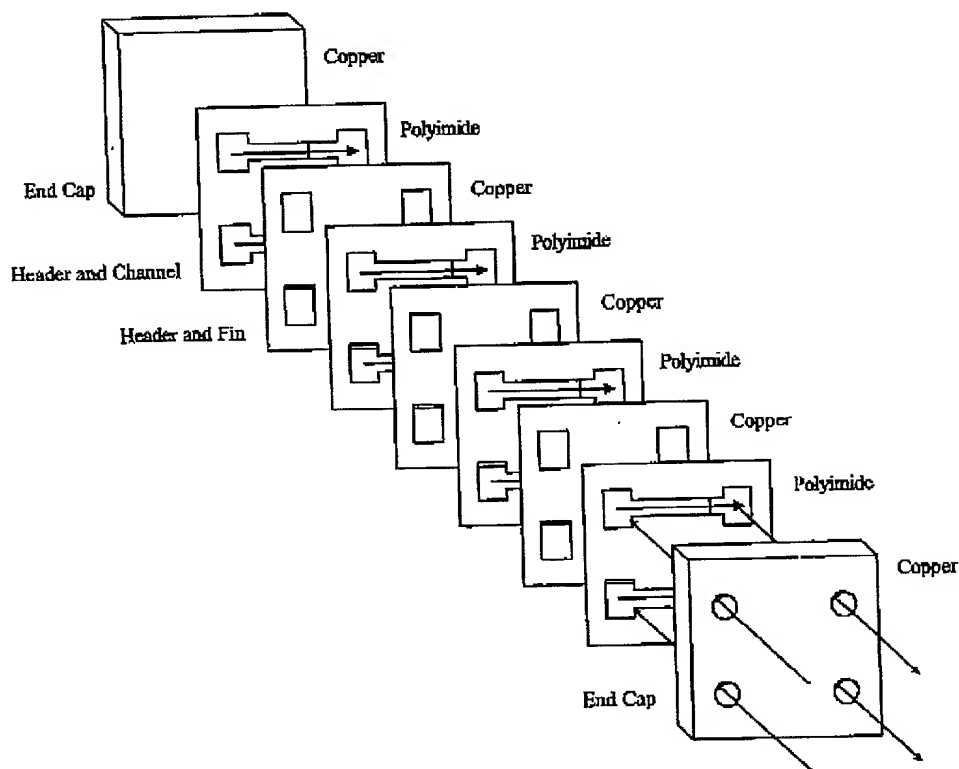 Copper
Polyimide
End Cap
Copper
Header and Channel
Polyimide
Header and Fin
Copper
Polyimide
Copper
Polyimide
Copper
End Cap